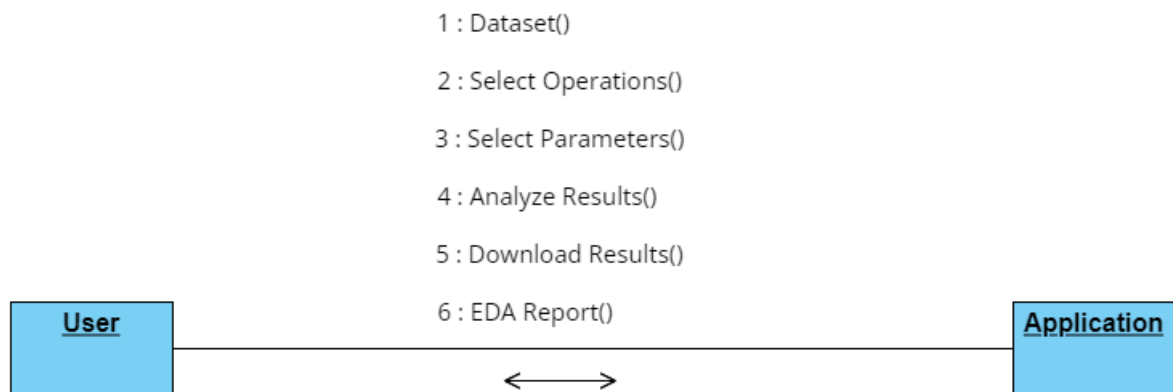 1 : Dataset()
2 : Select Operations()
3 : Select Parameters()
4 : Analyze Results()
5 : Download Results()
6 : EDA Report()
User
Application